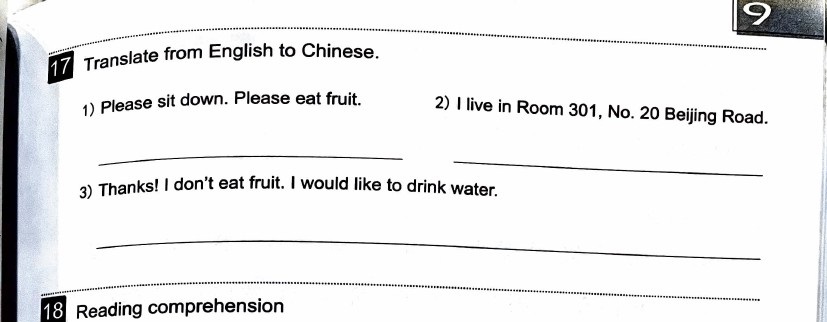 9
17 Translate from English to Chinese.
1) Please sit down. Please eat fruit.
2) I live in Room 301, No. 20 Beijing Road.
3) Thanks! I don't eat fruit. I would like to drink water.
18 Reading comprehension